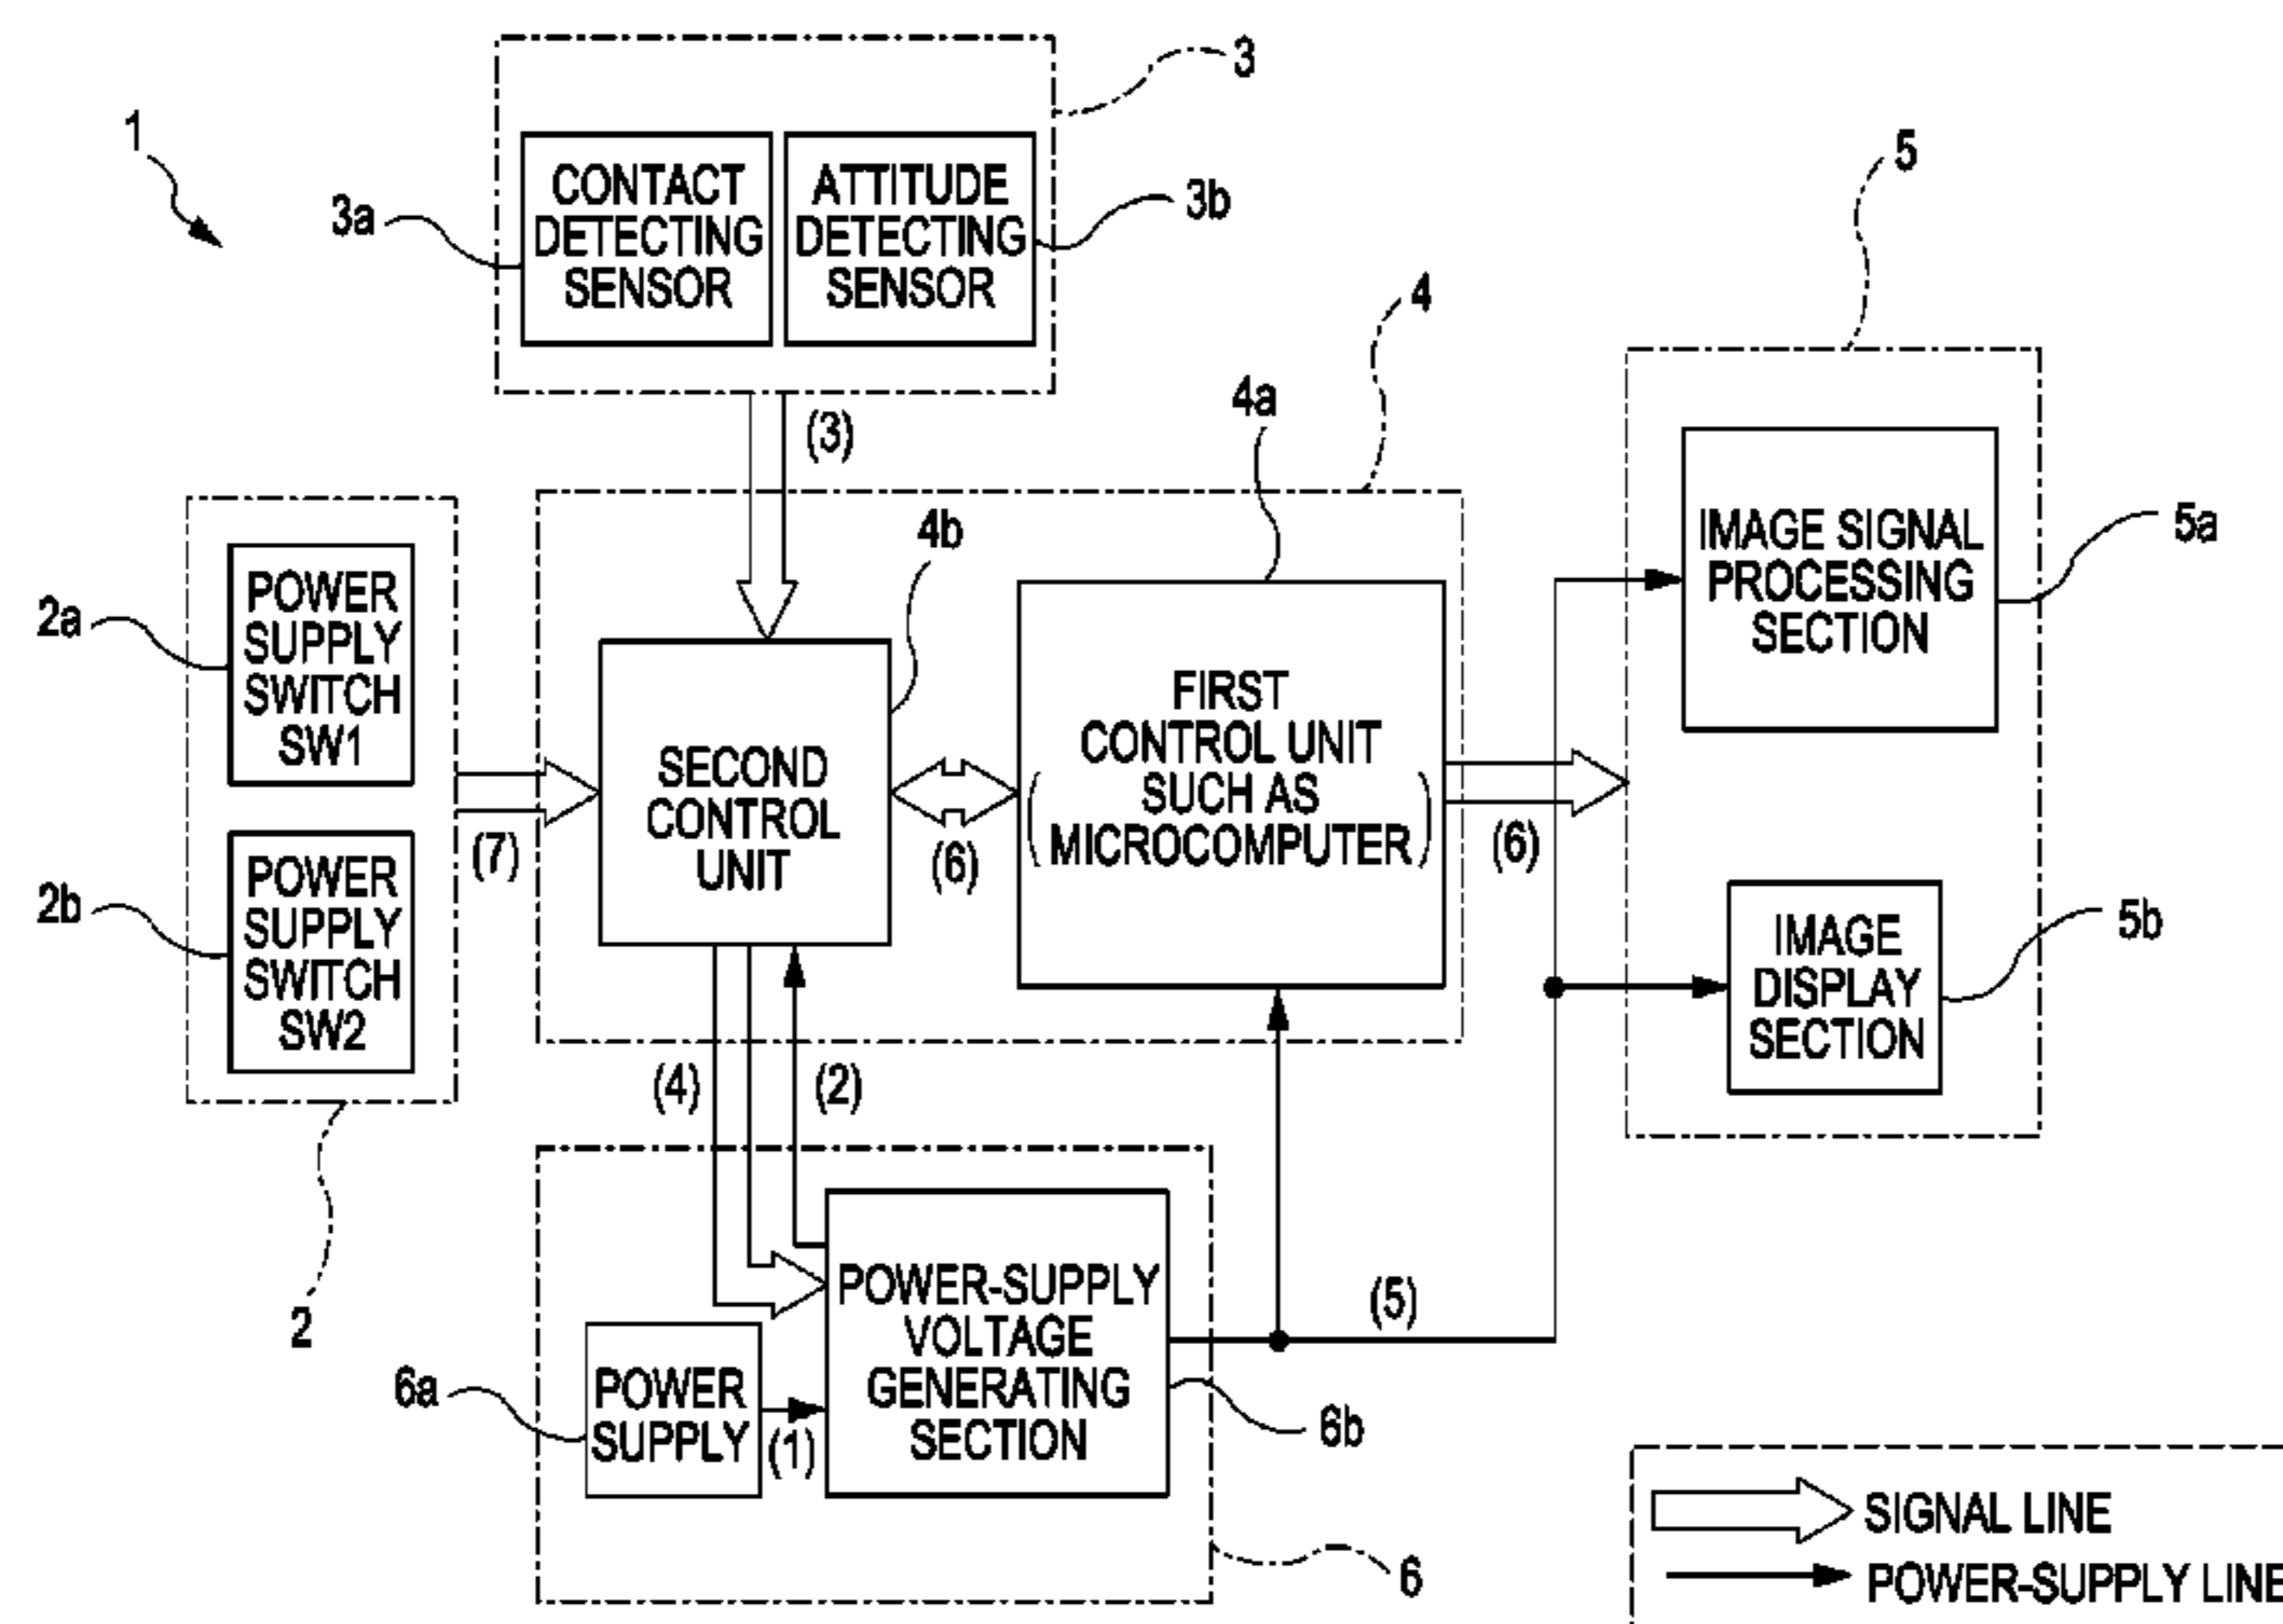 1
3
3a
CONTACT
DETECTING
SENSOR
ATTITUDE
DETECTING
SENSOR
3b
(3)
2a
POWER
SUPPLY
SWITCH
SW1
2b
POWER
SUPPLY
SWITCH
SW2
2
(7)
4
4b
SECOND
CONTROL
UNIT
(6)
4a
FIRST
CONTROL UNIT
( SUCH AS
MICROCOMPUTER )
(6)
5
IMAGE SIGNAL
PROCESSING
SECTION
5a
IMAGE
DISPLAY
SECTION
5b
(4)
(2)
6a
POWER
SUPPLY
(1)
POWER-SUPPLY
VOLTAGE
GENERATING
SECTION
6b
(5)
6
SIGNAL LINE
POWER-SUPPLY LINE